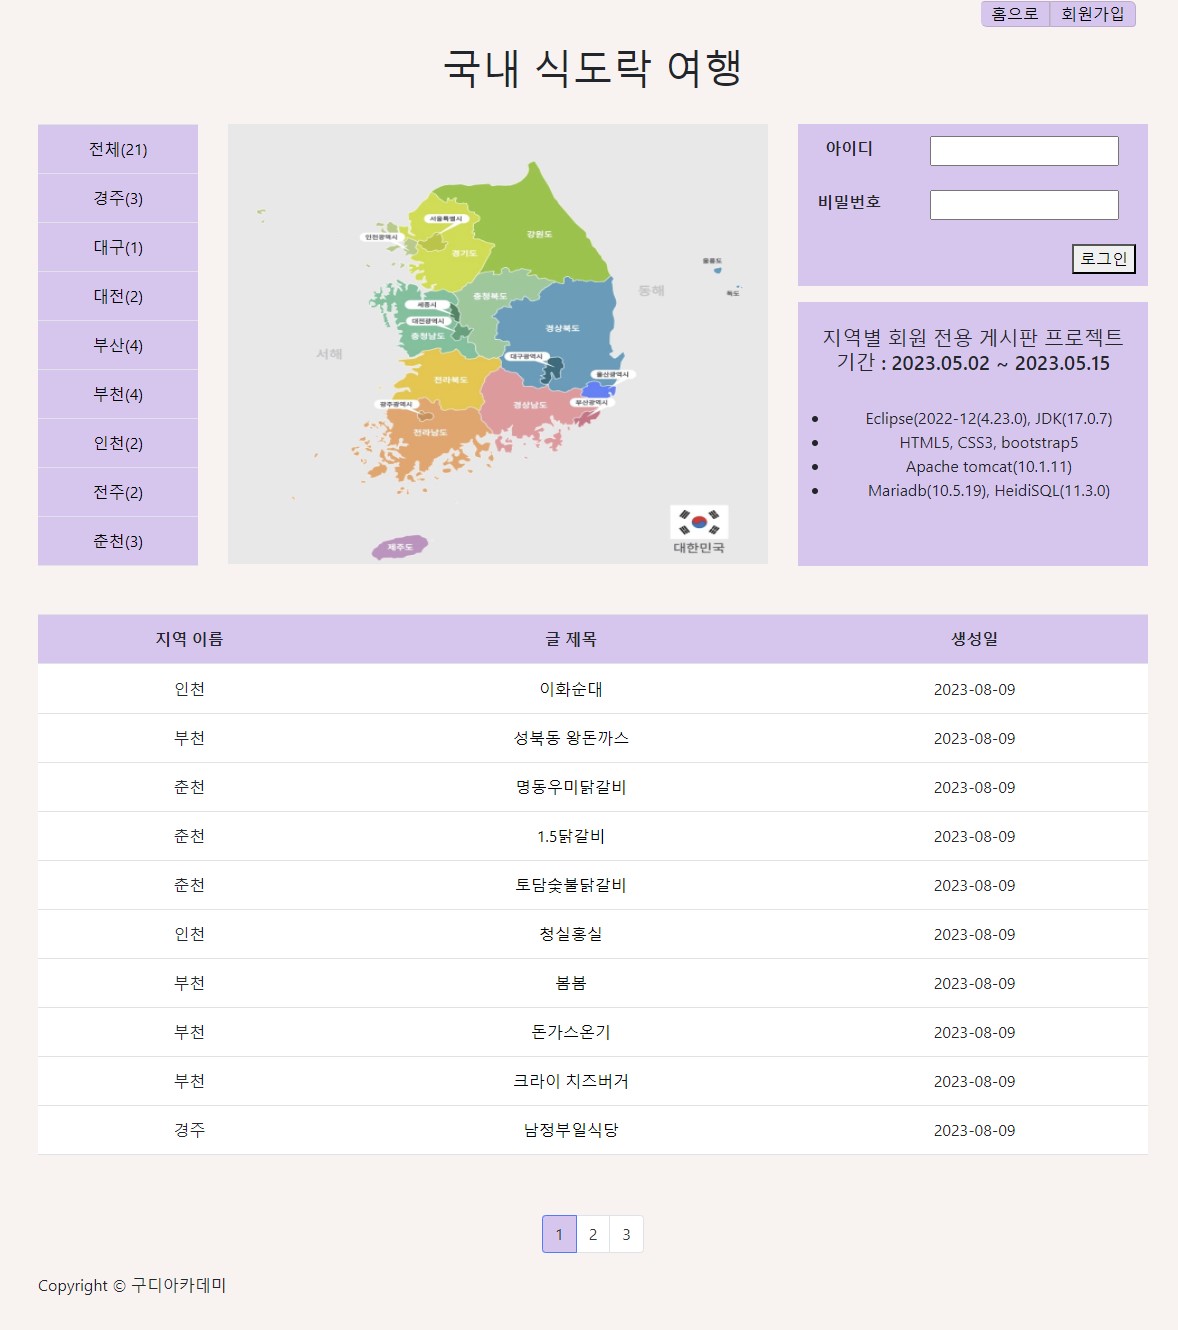 홈으로 회원가입
국내 식도락 여행
전체(21)
경주(3)
대구(1)
대전(2)
부산(4)
부천(4)
인천(2)
전주(2)
춘천(3)
서울특별시
인천광역시
경기도
강원도
울릉도
독도
동해
충청북도
세종시
대전광역시
충청남도
경상북도
서해
대구광역시
울산광역시
전라북도
부산광역시
광주광역시
경상남도
전라남도
제주도
대한민국
아이디
비밀번호
로그인
지역별 회원 전용 게시판 프로젝트
기간 : 2023.05.02 ~ 2023.05.15
Eclipse(2022-12(4.23.0), JDK(17.0.7)
HTML5, CSS3, bootstrap5
Apache tomcat(10.1.11)
Mariadb(10.5.19), HeidiSQL(11.3.0)
지역 이름 글 제목 생성일
인천 이화순대 2023-08-09
부천 성북동 왕돈까스 2023-08-09
춘천 명동우미닭갈비 2023-08-09
춘천 1.5닭갈비 2023-08-09
춘천 토담숯불닭갈비 2023-08-09
인천 청실홍실 2023-08-09
부천 봄봄 2023-08-09
부천 돈가스온기 2023-08-09
부천 크라이 치즈버거 2023-08-09
경주 남정부일식당 2023-08-09
1 2 3
Copyright © 구디아카데미